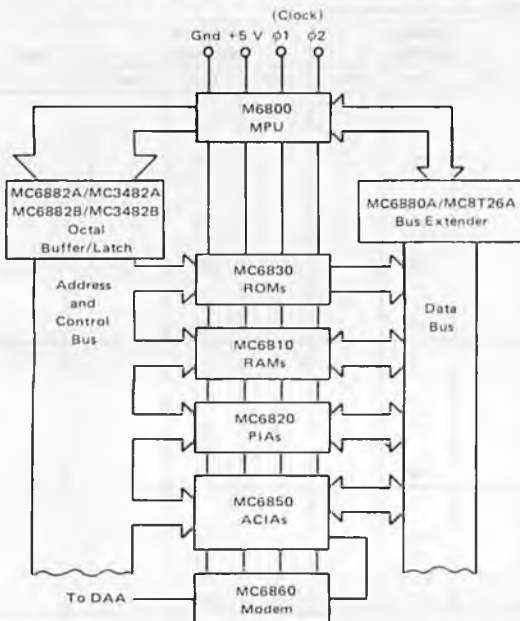 (Clock)
Gnd +5 V ϕ1 ϕ2
M6800
MPU
MC6882A/MC3482A
MC6882B/MC3482B
Octal
Buffer/Latch
MC6880A/MC8T26A
Bus Extender
Address
and
Control
Bus
MC6830
ROMs
Data
Bus
MC6810
RAMs
MC6820
PIAs
MC6850
ACIAs
To DAA
MC6860
Modem